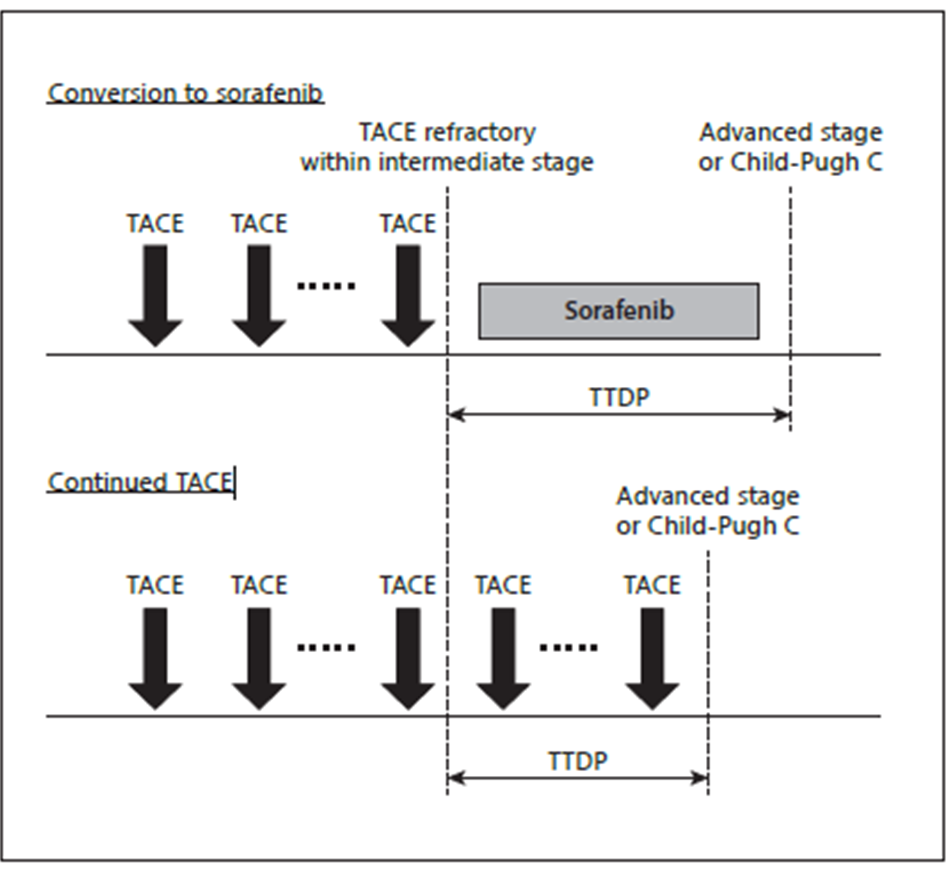 Conversion to sorafenib
TACE refractory
within intermediate stage
Advanced stage
or Child-Pugh C
TACE TACE TACE
Sorafenib
TTDP
Continued TACE
Advanced stage
or Child-Pugh C
TACE TACE TACE TACE TACE
TTDP